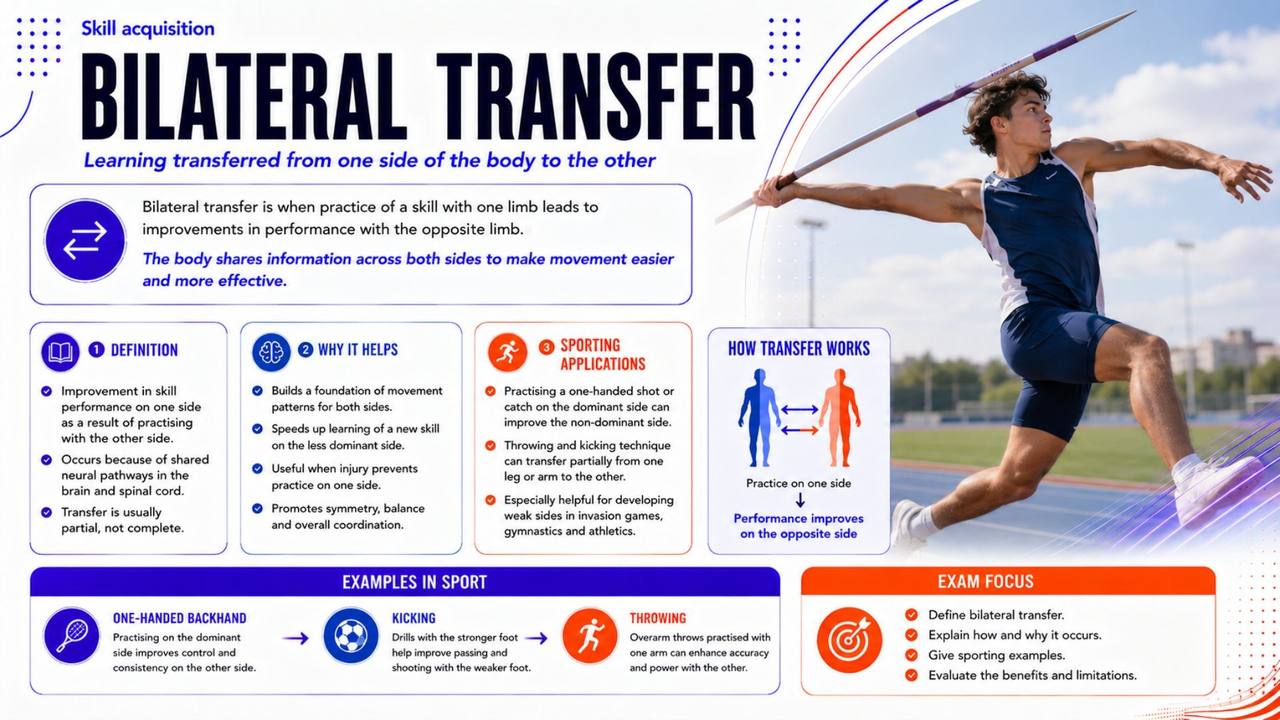 Skill acquisition
BILATERAL TRANSFER
Learning transferred from one side of the body to the other
Bilateral transfer is when practice of a skill with one limb leads to
improvements in performance with the opposite limb.
The body shares information across both sides to make movement easier
and more effective.
1 DEFINITION
Improvement in skill
performance on one side
as a result of practising
with the other side.
Occurs because of shared
neural pathways in the
brain and spinal cord.
Transfer is usually
partial, not complete.
2 WHY IT HELPS
Builds a foundation of movement
patterns for both sides.
Speeds up learning of a new skill
on the less dominant side.
Useful when injury prevents
practice on one side.
Promotes symmetry, balance
and overall coordination.
3 SPORTING
APPLICATIONS
Practising a one-handed shot or
catch on the dominant side can
improve the non-dominant side.
Throwing and kicking technique
can transfer partially from one
leg or arm to the other.
Especially helpful for developing
weak sides in invasion games,
gymnastics and athletics.
HOW TRANSFER WORKS
Practice on one side
Performance improves
on the opposite side
EXAMPLES IN SPORT
ONE-HANDED BACKHAND
Practising on the dominant
side improves control and
consistency on the other side.
KICKING
Drills with the stronger foot
help improve passing and
shooting with the weaker foot.
THROWING
Overarm throws practised with
one arm can enhance accuracy
and power with the other.
EXAM FOCUS
Define bilateral transfer.
Explain how and why it occurs.
Give sporting examples.
Evaluate the benefits and limitations.